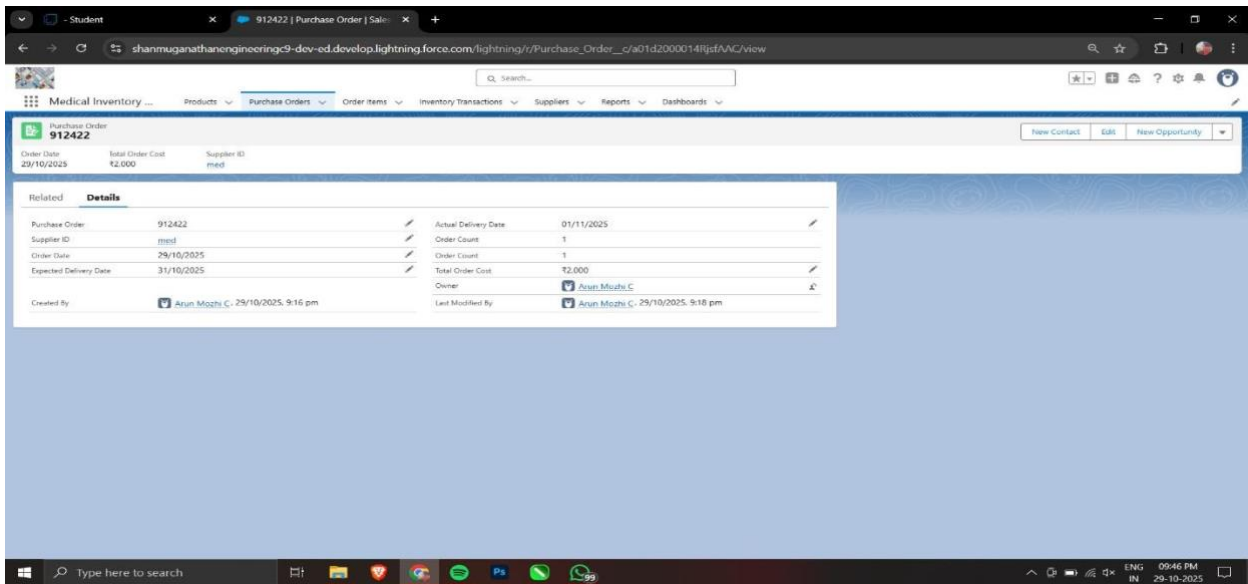 - Student
912422 | Purchase Order | Sales
shanmuganathanengineeringc9-dev-ed.develop.lightning.force.com/lightning/r/Purchase_Order__c/a01d2000014RjsfAAC/view
Search...
Medical Inventory ... Products Purchase Orders Order Items Inventory Transactions Suppliers Reports Dashboards
Purchase Order
912422
New Contact Edit New Opportunity
Order Date Total Order Cost Supplier ID
29/10/2025 ₹2,000 med
Related Details
Purchase Order 912422 Actual Delivery Date 01/11/2025
Supplier ID med Order Count 1
Order Date 29/10/2025 Order Count 1
Expected Delivery Date 31/10/2025 Total Order Cost ₹2,000
Owner Arun Mozhi C
Created By Arun Mozhi C, 29/10/2025, 9:16 pm Last Modified By Arun Mozhi C, 29/10/2025, 9:18 pm
Type here to search
Ps
99
ENG 09:46 PM
IN 29-10-2025